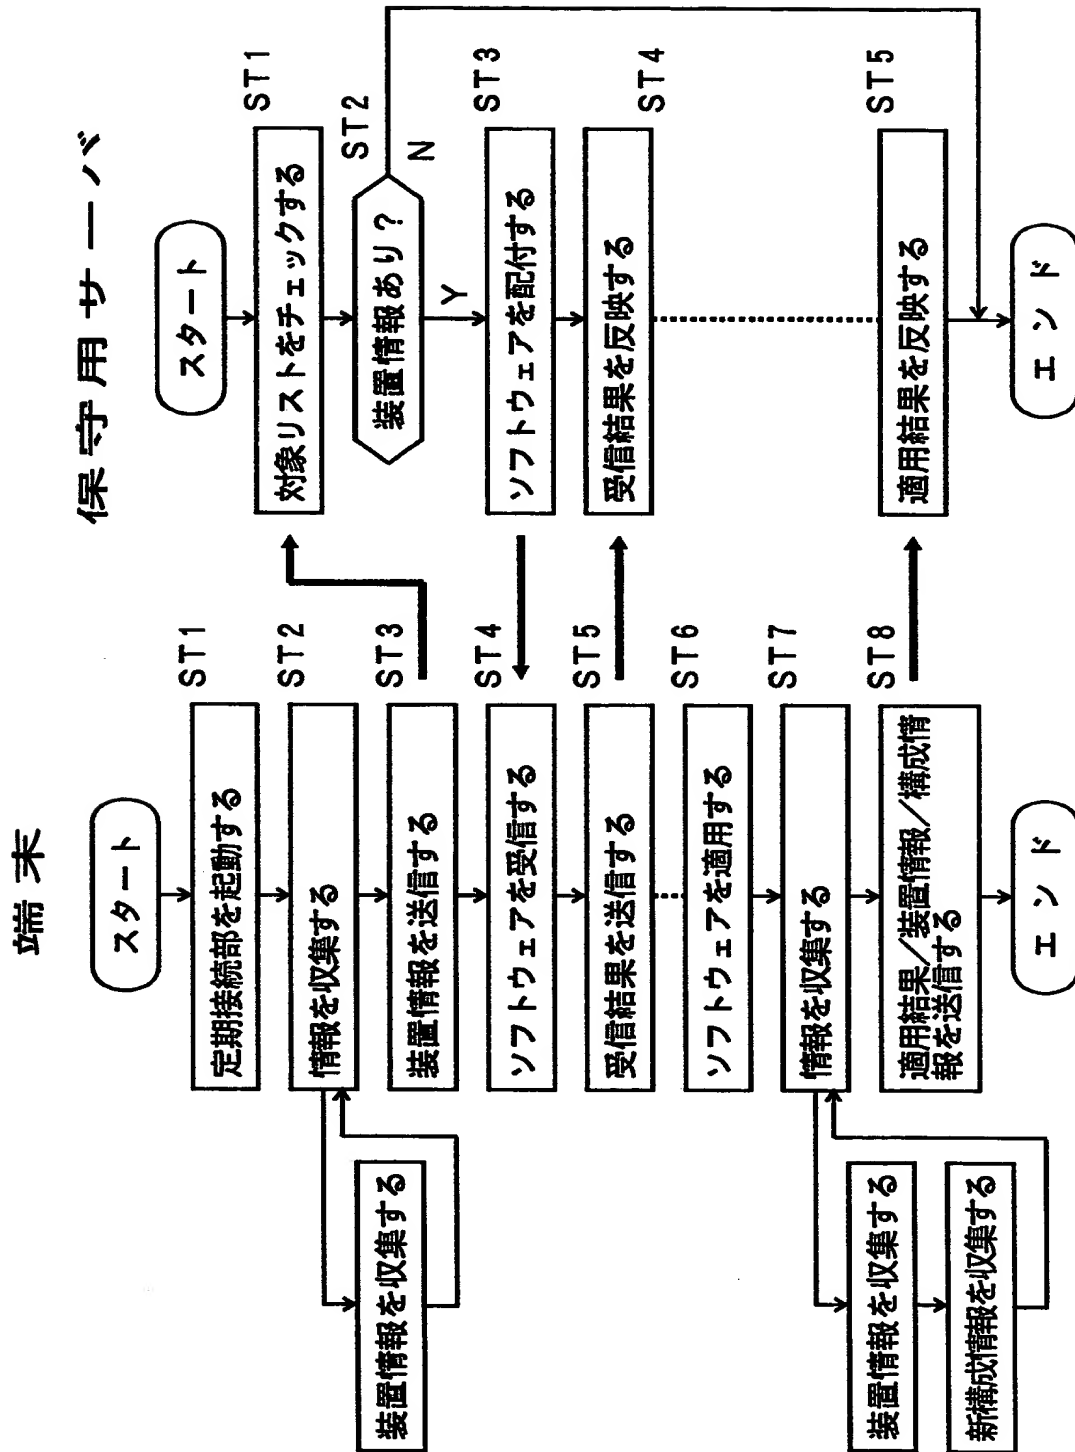 端末
スタート
定期接続部を起動する
ST1
情報を収集する
ST2
装置情報を収集する
装置情報を送信する
ST3
ソフトウェアを受信する
ST4
受信結果を送信する
ST5
ソフトウェアを適用する
ST6
情報を収集する
ST7
装置情報を収集する
新構成情報を収集する
適用結果/装置情報/構成情
報を送信する
ST8
エンド
保守用サーバ
スタート
対象リストをチェックする
ST1
装置情報あり?
ST2
N
Y
ソフトウェアを配付する
ST3
受信結果を反映する
ST4
適用結果を反映する
ST5
エンド